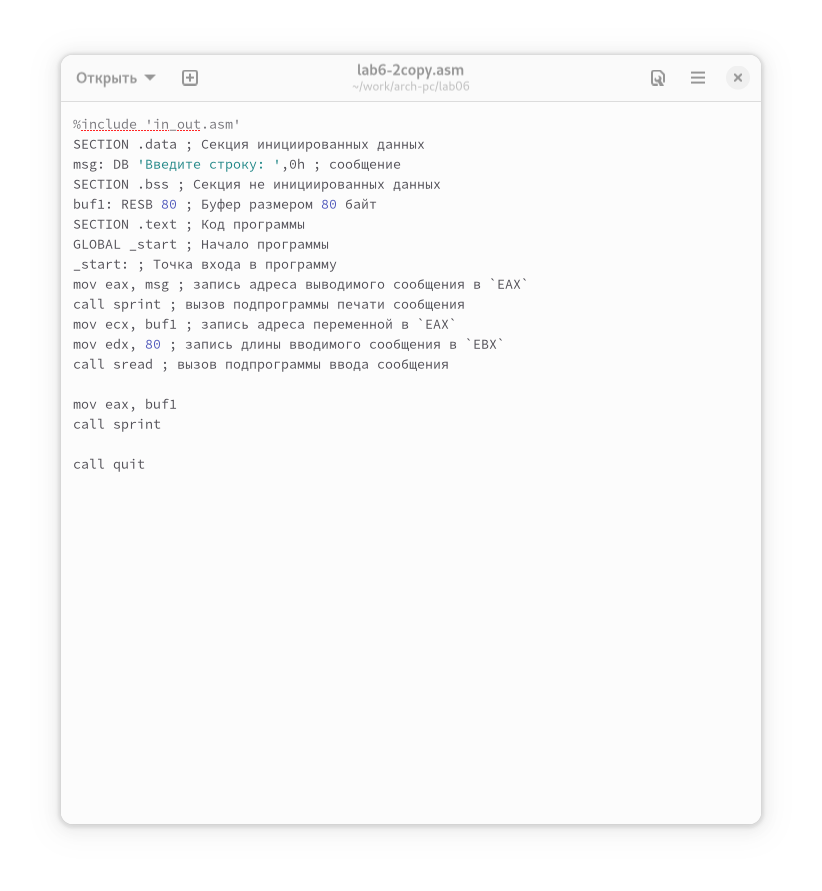 Открыть
lab6-2copy.asm
~/work/arch-pc/lab06
%include 'in_out.asm'
SECTION .data ; Секция инициированных данных
msg: DB 'Введите строку: ',0h ; сообщение
SECTION .bss ; Секция не инициированных данных
buf1: RESB 80 ; Буфер размером 80 байт
SECTION .text ; Код программы
GLOBAL _start ; Начало программы
_start: ; Точка входа в программу
mov eax, msg ; запись адреса выводимого сообщения в `EAX`
call sprint ; вызов подпрограммы печати сообщения
mov ecx, buf1 ; запись адреса переменной в `EAX`
mov edx, 80 ; запись длины вводимого сообщения в `EBX`
call sread ; вызов подпрограммы ввода сообщения
mov eax, buf1
call sprint
call quit